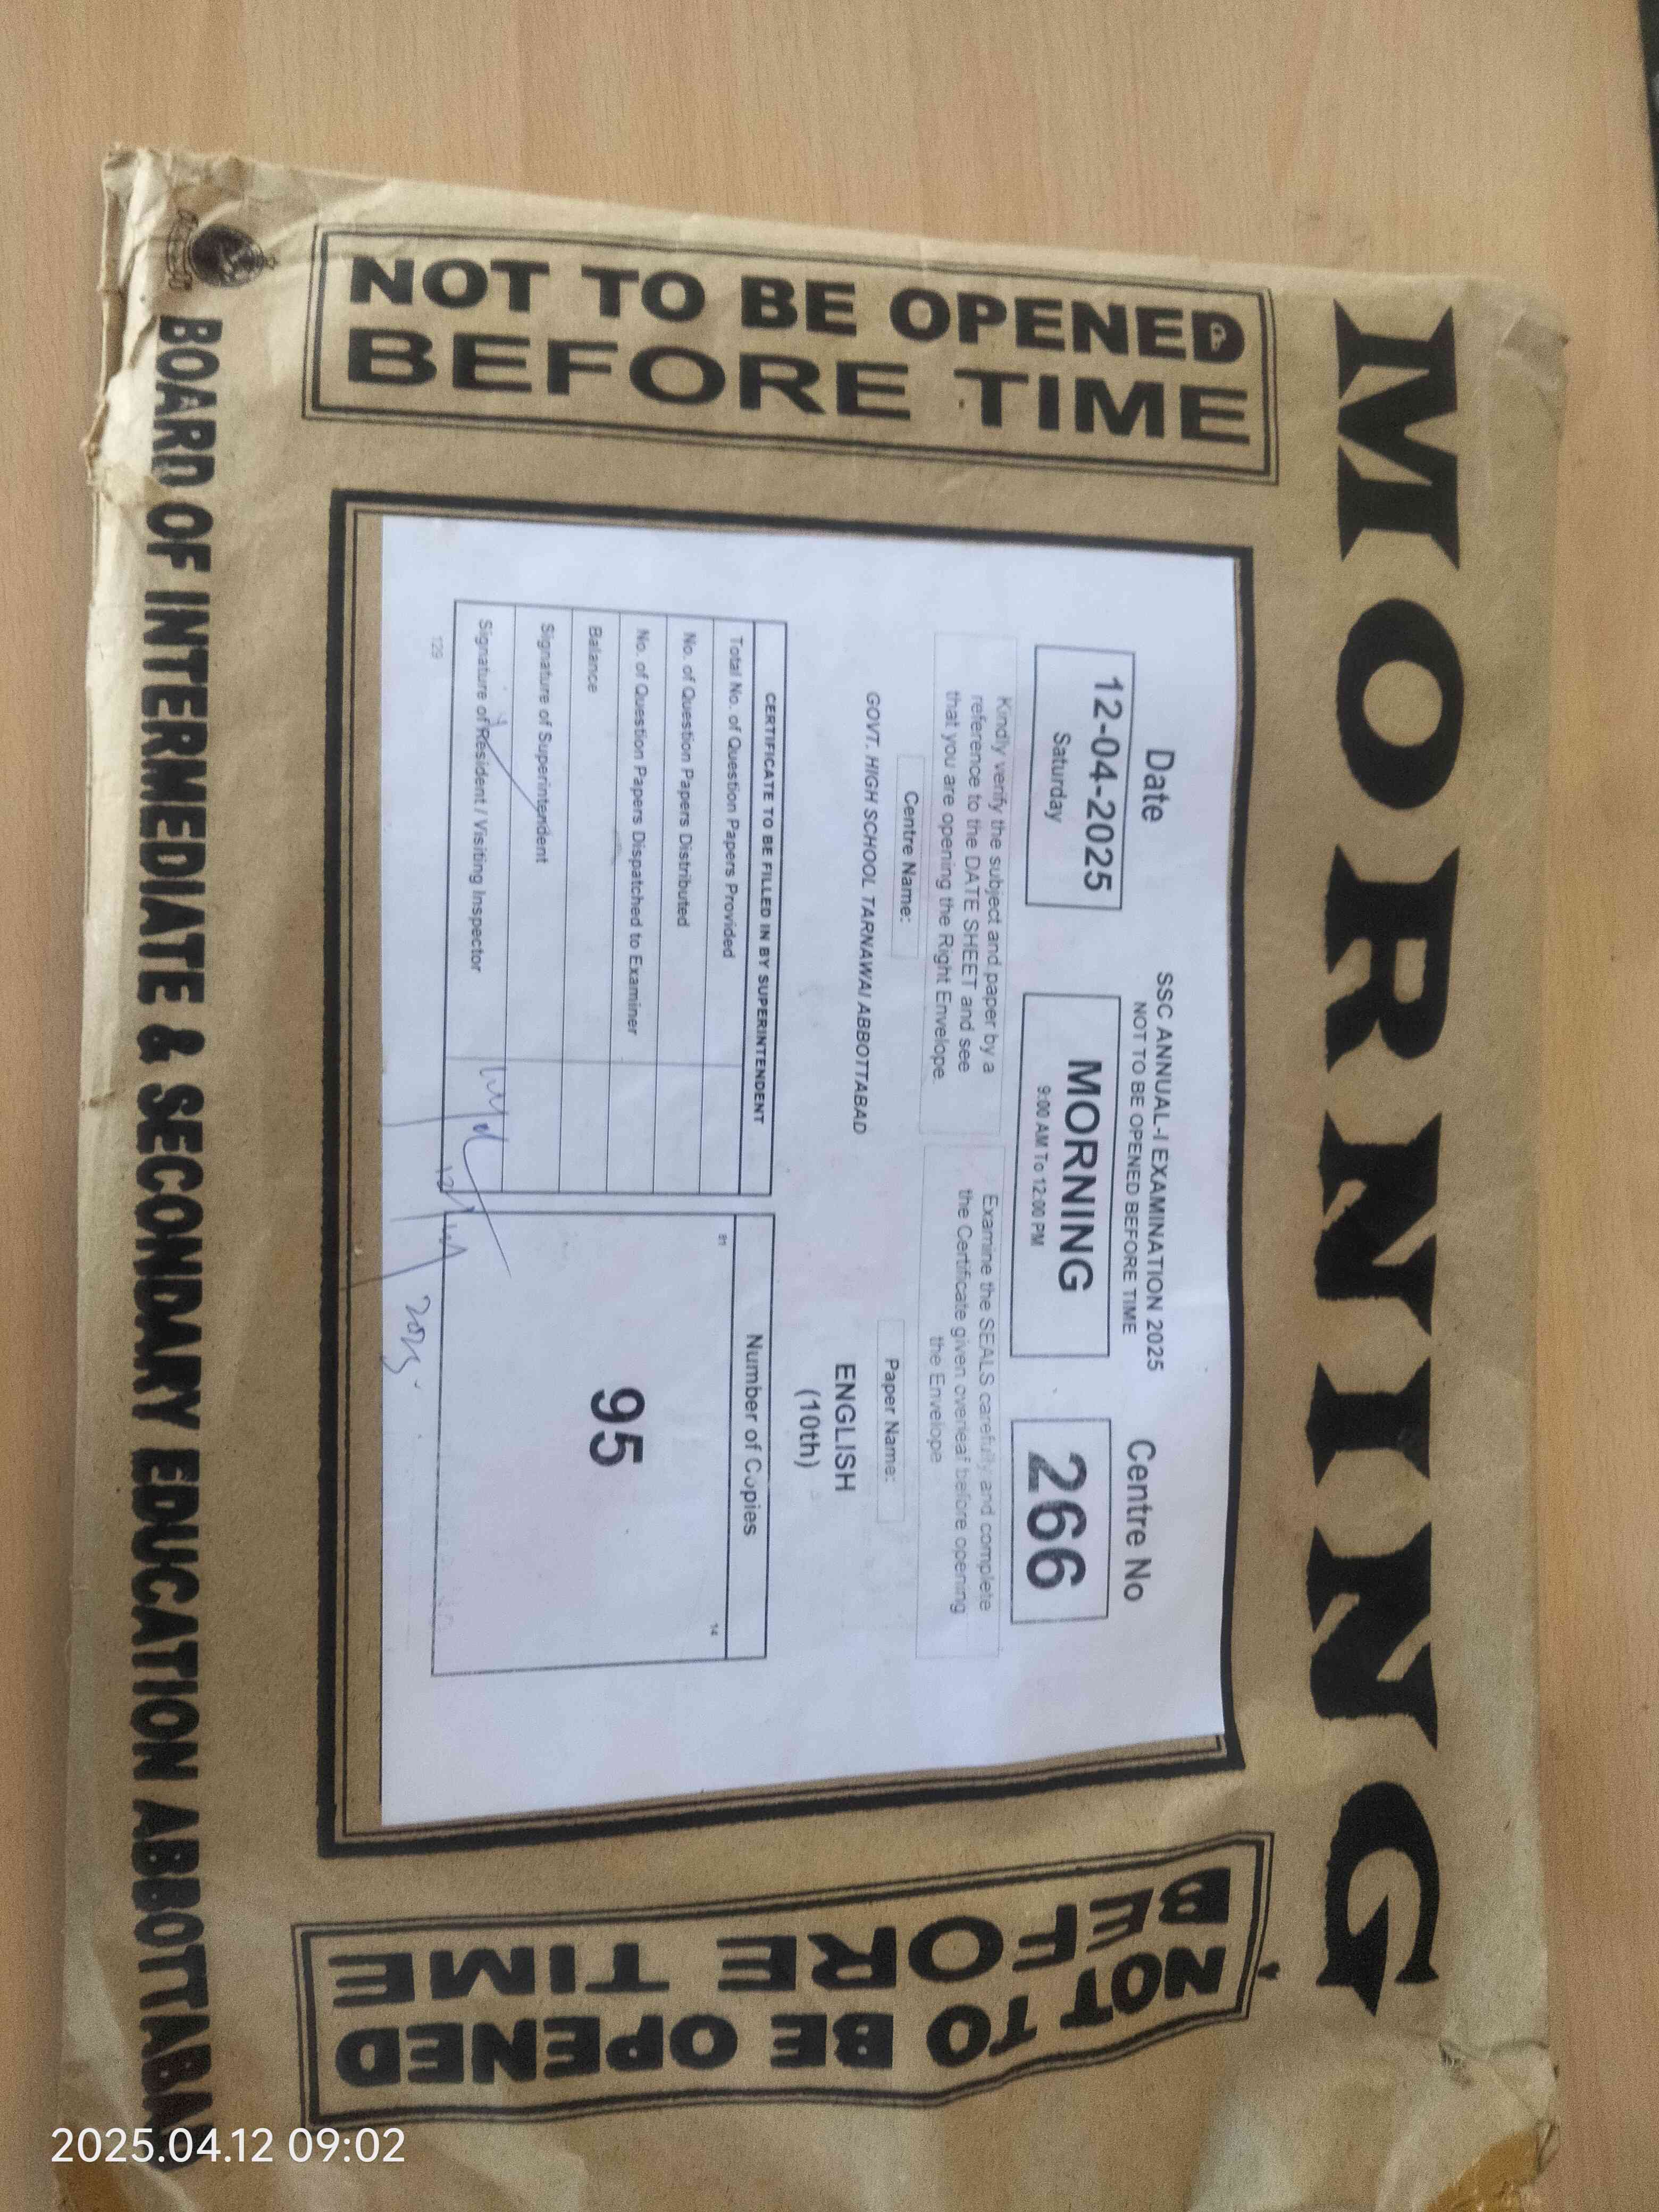 MORNING
NOT TO BE OPENED
BEFORE TIME
Date
12-04-2025
Saturday
SSC ANNUAL-I EXAMINATION 2025
NOT TO BE OPENED BEFORE TIME
MORNING
9:00 AM To 12:00 PM
Centre No
266
Kindly verify the subject and paper by a
reference to the DATE SHEET and see
that you are opening the Right Envelope.
Examine the SEALS carefully and complete
the Certificate given overleaf before opening
the Envelope
Centre Name:
GOVT. HIGH SCHOOL TARNAWAI ABBOTTABAD
Paper Name:
ENGLISH
(10th)
CERTIFICATE TO BE FILLED IN BY SUPERINTENDENT
Total No. of Question Papers Provided
No. of Question Papers Distributed
No. of Question Papers Dispatched to Examiner
Balance
Signature of Superintendent
Signature of Resident / Visiting Inspector
129
Number of Copies
91
14
95
2025.
NOT TO BE OPENED
BEFORE TIME
BOARD OF INTERMEDIATE & SECONDARY EDUCATION ABBOTTABAD
2025.04.12 09:02